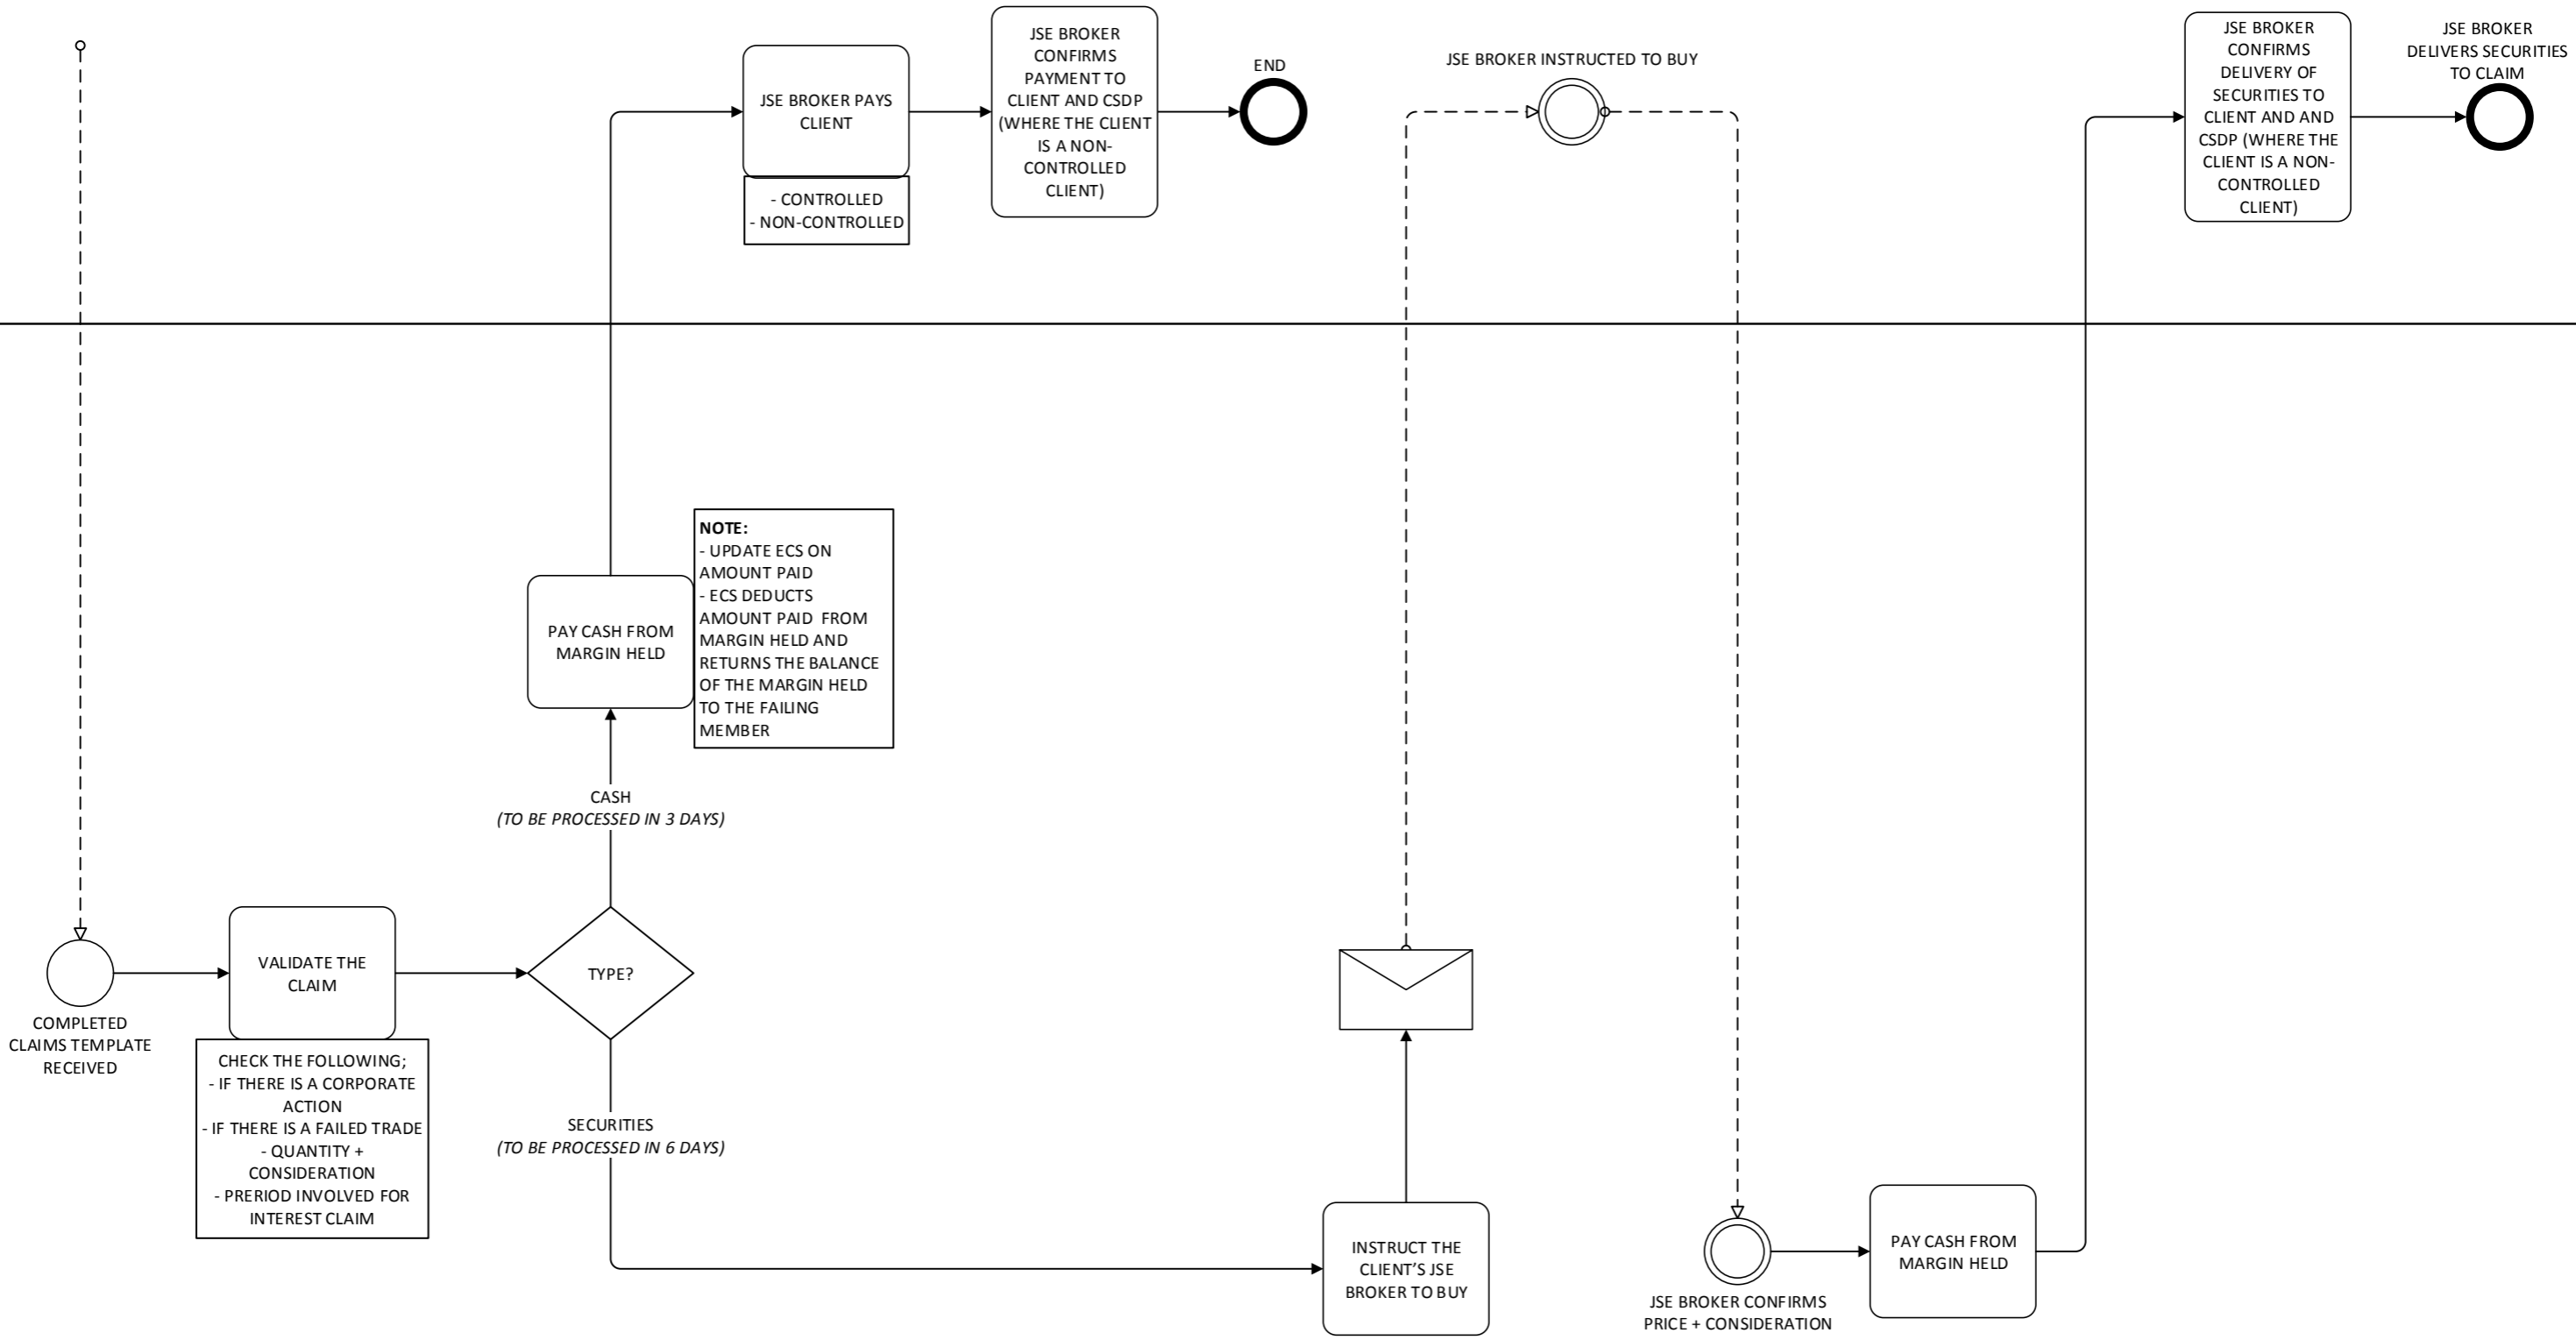 JSE BROKER PAYS
CLIENT
- CONTROLLED
- NON-CONTROLLED
JSE BROKER
CONFIRMS
PAYMENT TO
CLIENT AND CSDP
(WHERE THE CLIENT
IS A NON-
CONTROLLED
CLIENT)
END
JSE BROKER INSTRUCTED TO BUY
JSE BROKER
CONFIRMS
DELIVERY OF
SECURITIES TO
CLIENT AND AND
CSDP (WHERE THE
CLIENT IS A NON-
CONTROLLED
CLIENT)
JSE BROKER
DELIVERS SECURITIES
TO CLAIM
NOTE:
- UPDATE ECS ON
AMOUNT PAID
- ECS DEDUCTS
AMOUNT PAID FROM
MARGIN HELD AND
RETURNS THE BALANCE
OF THE MARGIN HELD
TO THE FAILING
MEMBER
PAY CASH FROM
MARGIN HELD
CASH
(TO BE PROCESSED IN 3 DAYS)
COMPLETED
CLAIMS TEMPLATE
RECEIVED
VALIDATE THE
CLAIM
CHECK THE FOLLOWING;
- IF THERE IS A CORPORATE
ACTION
- IF THERE IS A FAILED TRADE
- QUANTITY +
CONSIDERATION
- PRERIOD INVOLVED FOR
INTEREST CLAIM
TYPE?
SECURITIES
(TO BE PROCESSED IN 6 DAYS)
INSTRUCT THE
CLIENT’S JSE
BROKER TO BUY
JSE BROKER CONFIRMS
PRICE + CONSIDERATION
PAY CASH FROM
MARGIN HELD